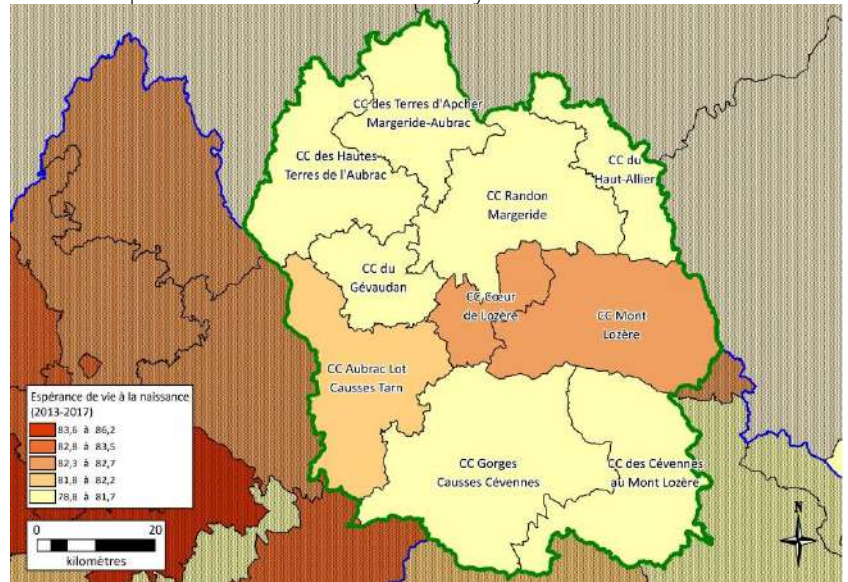 CC des Terres d'Apcher
Margeride-Aubrac
CC des Hautes
Terres de l'Aubrac
CC du
Haut-Allier
CC Randon
Margeride
CC du
Gévaudan
CC Cœur
de Lozère
CC Mont
Lozère
CC Aubrac Lot
Causses Tarn
CC Gorges
Causses Cévennes
CC des Cévennes
au Mont Lozère
Espérance de vie à la naissance
(2013-2017)
83,6 à 86,2
82,8 à 83,5
82,3 à 82,7
81,8 à 82,2
78,8 à 81,7
0 20
kilomètres
N